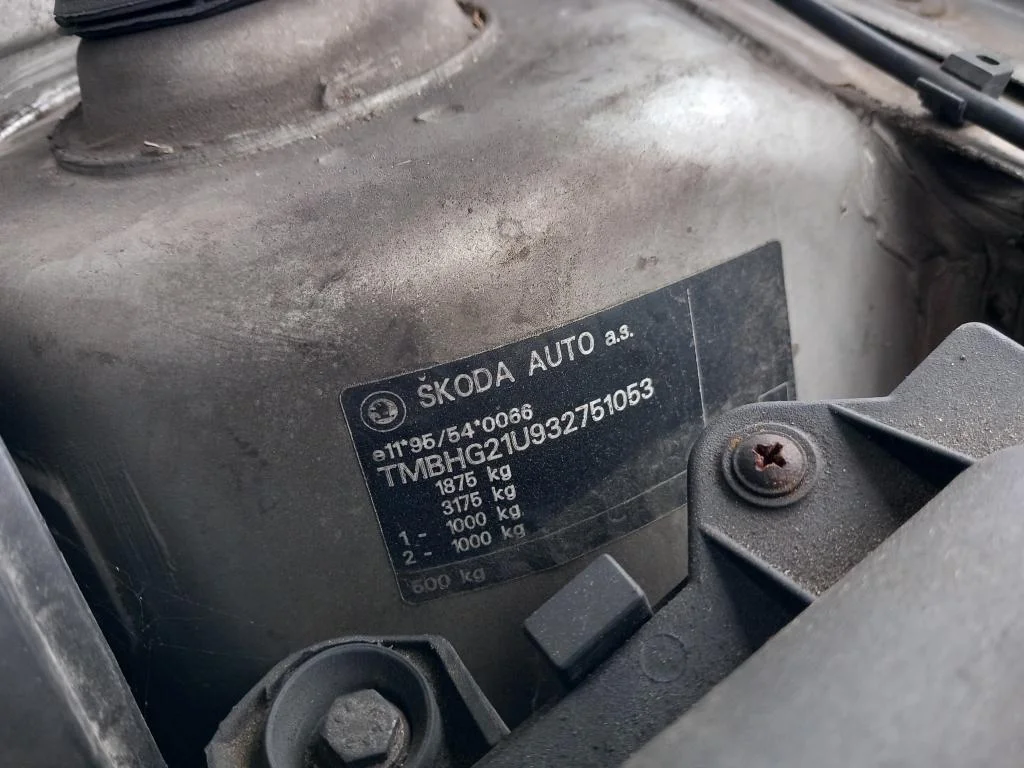 ŠKODA AUTO a.s.
e11*95/54*0066
TMBHG21U932751053
1875 kg
3175 kg
1 - 1000 kg
2 - 1000 kg
600 kg